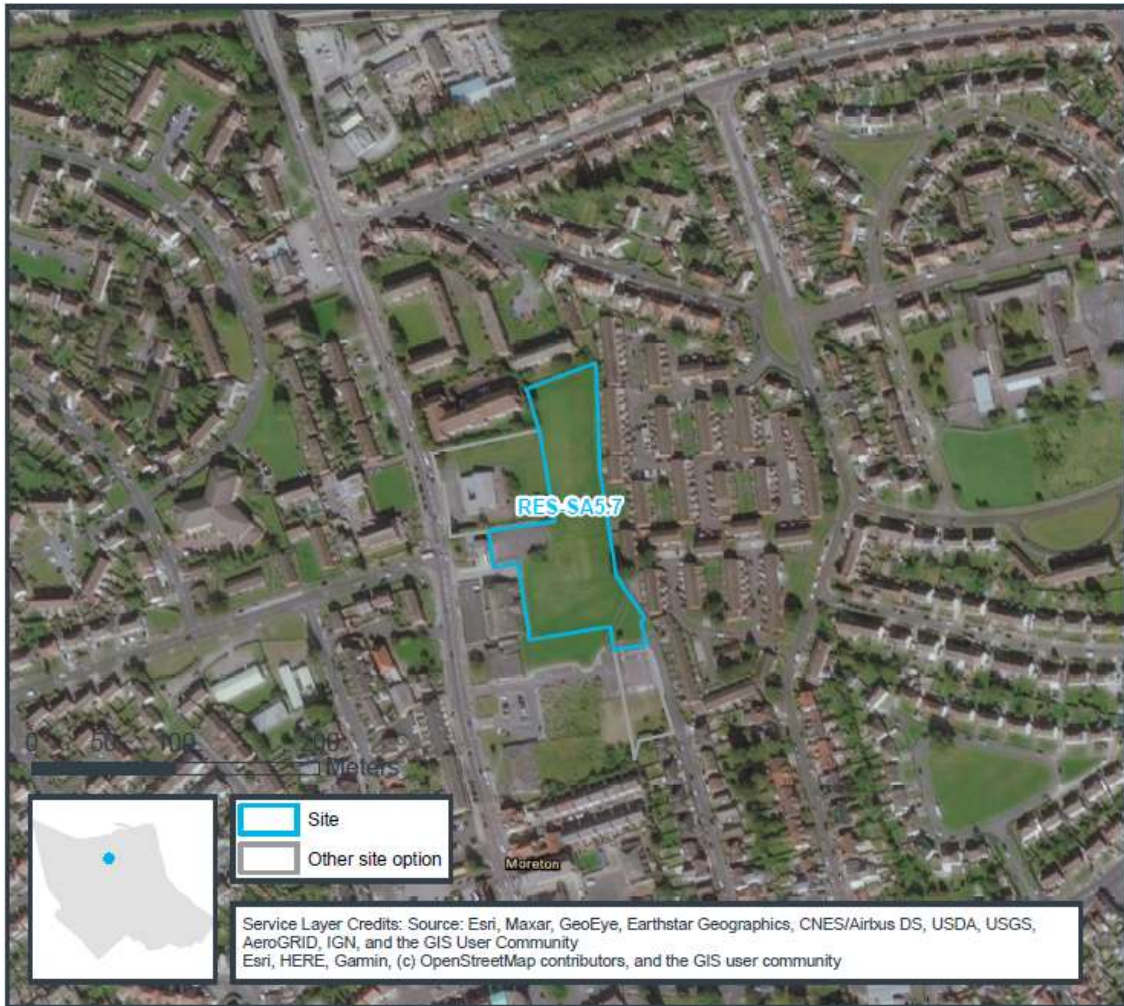 RES-SA5.7
0 50 100 200
Meters
Moreton
Site
Other site option
Service Layer Credits: Source: Esri, Maxar, GeoEye, Earthstar Geographics, CNES/Airbus DS, USDA, USGS,
AeroGRID, IGN, and the GIS User Community
Esri, HERE, Garmin, (c) OpenStreetMap contributors, and the GIS user community